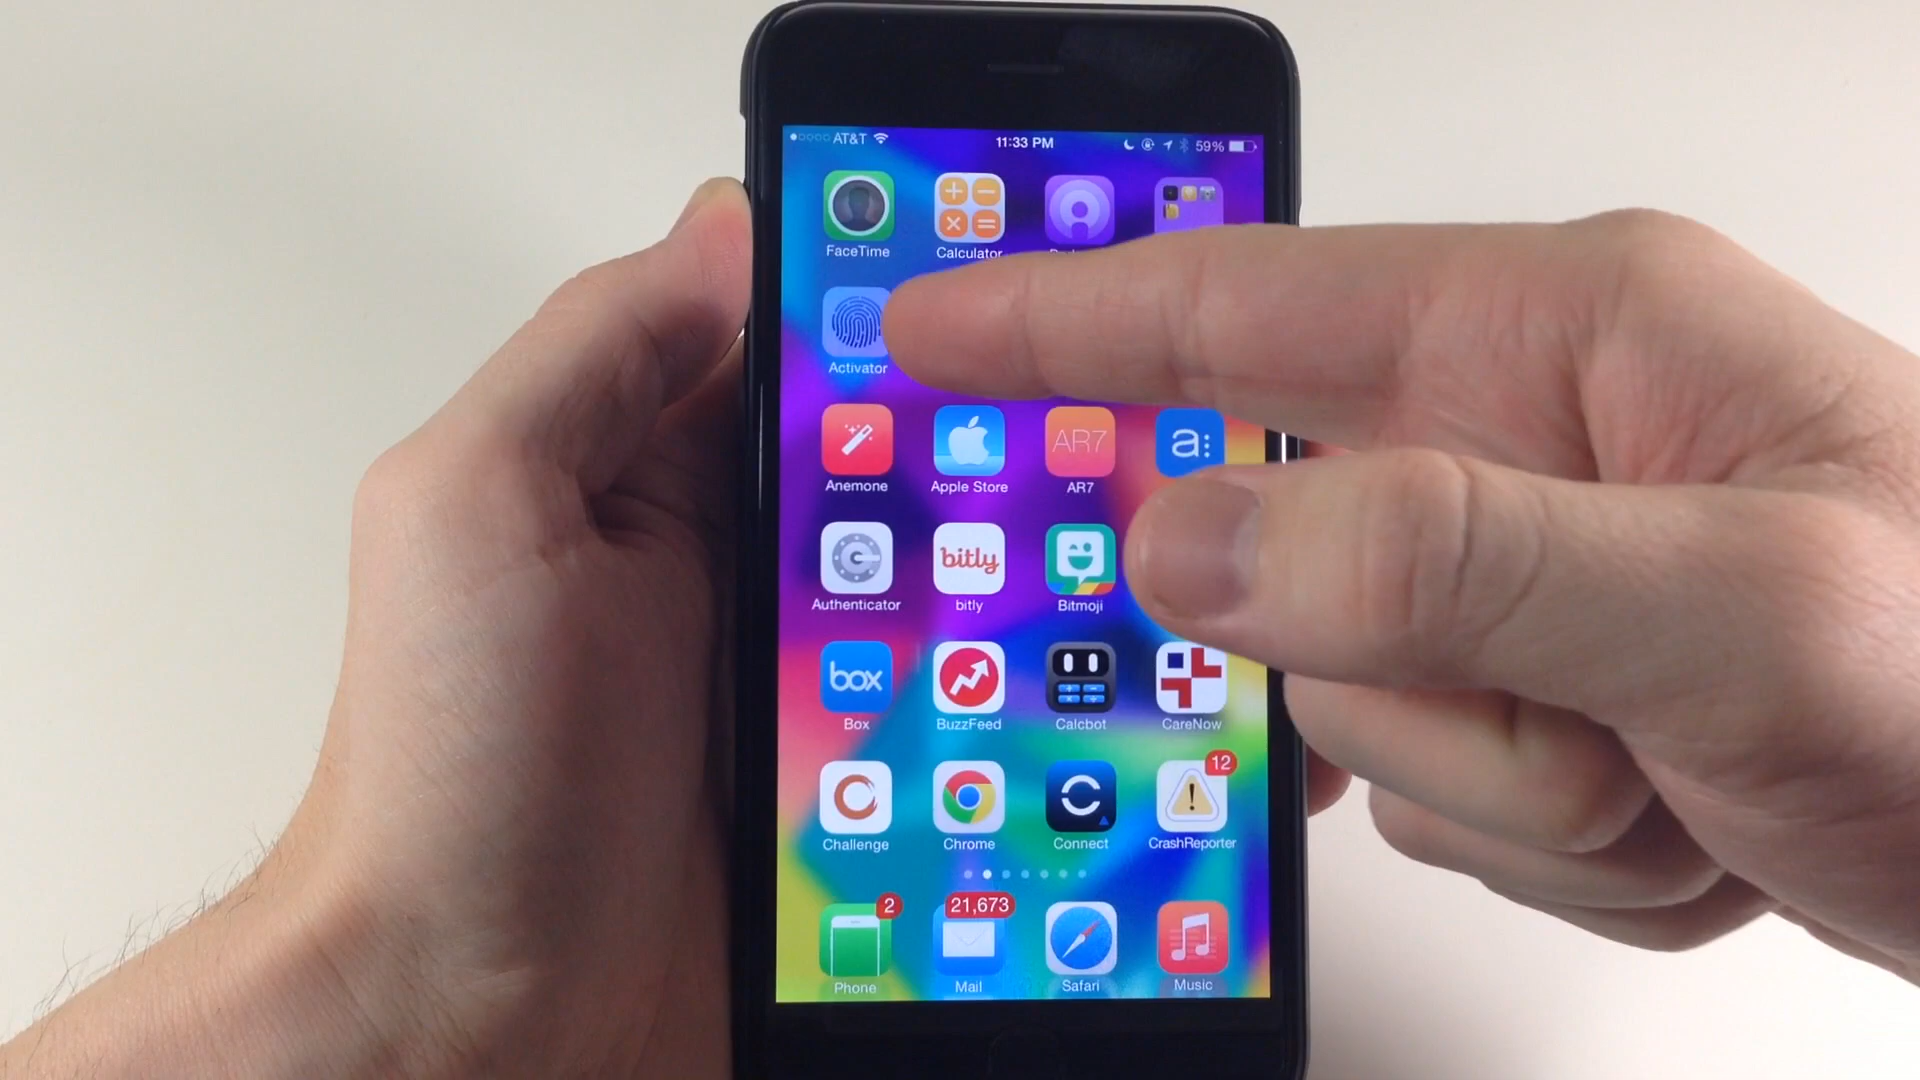 AT&T 11:33 PM 59%
FaceTime Calculator
Activator
AR7 a:
Anemone Apple Store AR7
bitly
Authenticator bitly Bitmoji
box
Box BuzzFeed Calcbot CareNow
12
Challenge Chrome Connect CrashReporter
2 21,673
Phone Mail Safari Music